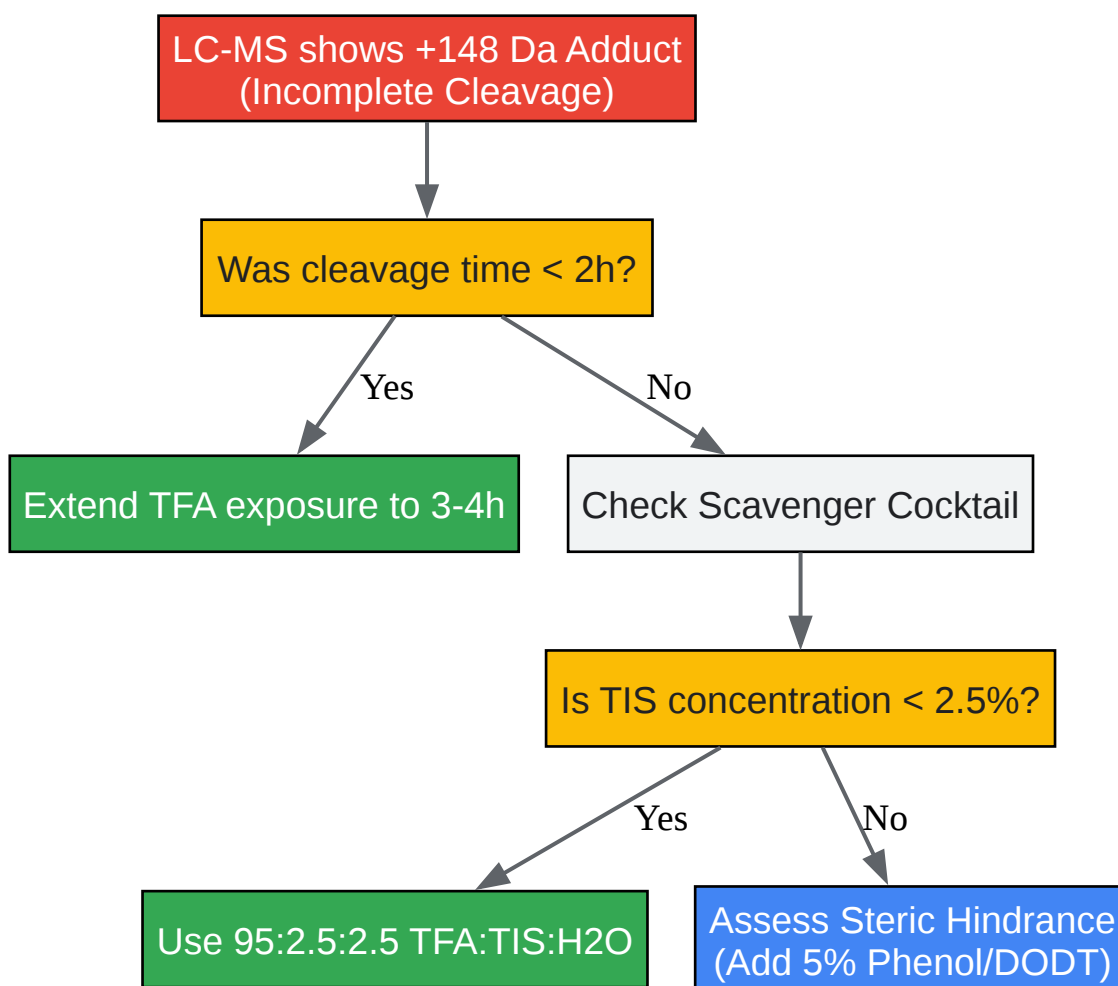 LC-MS shows +148 Da Adduct
(Incomplete Cleavage)
Was cleavage time < 2h?
Yes
No
Extend TFA exposure to 3-4h
Check Scavenger Cocktail
Is TIS concentration < 2.5%?
Yes
No
Use 95:2.5:2.5 TFA:TIS:H2O
Assess Steric Hindrance
(Add 5% Phenol/DODT)